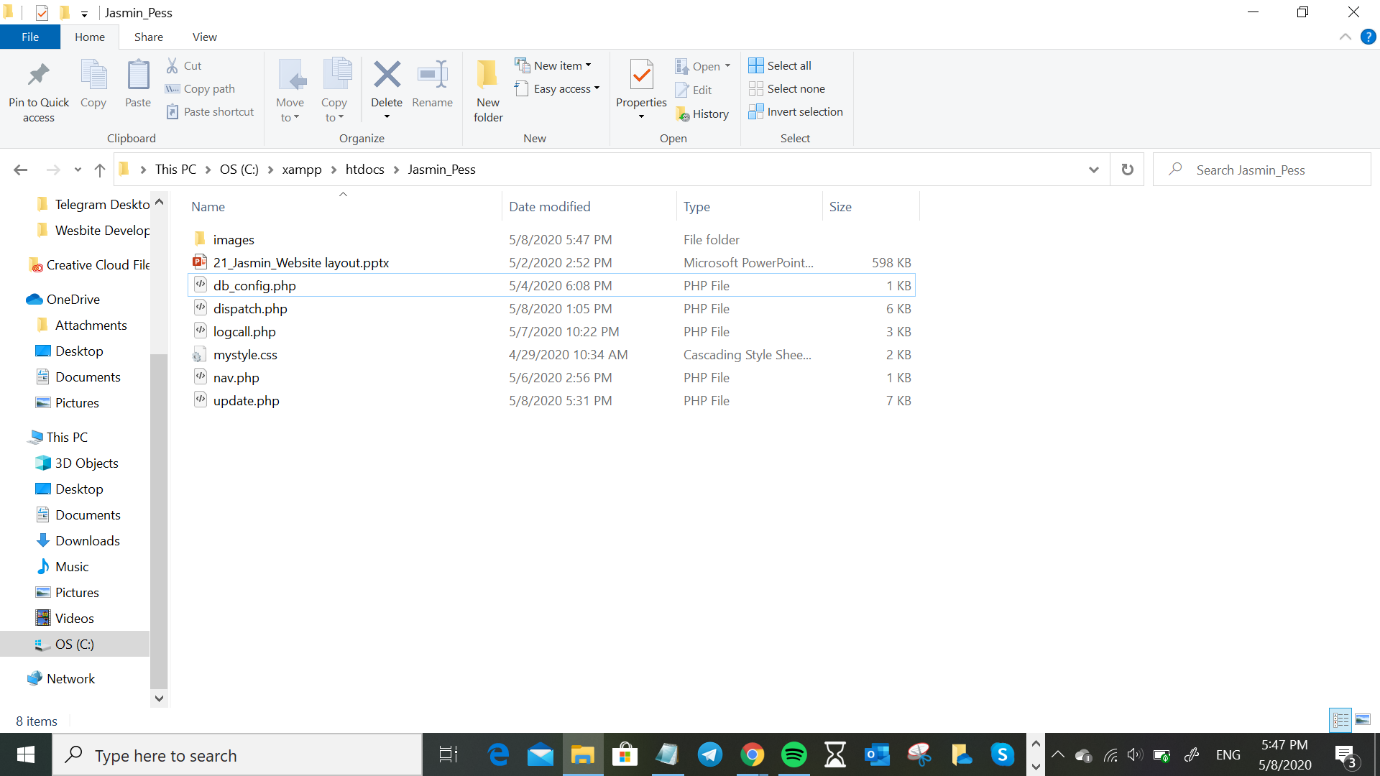 Jasmin_Pess
File Home Share View
Pin to Quick access
Copy
Paste
Cut
Copy path
Paste shortcut
Clipboard
Move to
Copy to
Delete
Rename
Organize
New folder
New item
Easy access
New
Properties
Open
Edit
History
Open
Select all
Select none
Invert selection
Select
This PC > OS (C:) > xampp > htdocs > Jasmin_Pess
Search Jasmin_Pess
Telegram Deskto
Wesbite Develop
Creative Cloud File
OneDrive
Attachments
Desktop
Documents
Pictures
This PC
3D Objects
Desktop
Documents
Downloads
Music
Pictures
Videos
OS (C:)
Network
Name Date modified Type Size
images 5/8/2020 5:47 PM File folder
21_Jasmin_Website layout.pptx 5/2/2020 2:52 PM Microsoft PowerPoint... 598 KB
db_config.php 5/4/2020 6:08 PM PHP File 1 KB
dispatch.php 5/8/2020 1:05 PM PHP File 6 KB
logcall.php 5/7/2020 10:22 PM PHP File 3 KB
mystyle.css 4/29/2020 10:34 AM Cascading Style Shee... 2 KB
nav.php 5/6/2020 2:56 PM PHP File 1 KB
update.php 5/8/2020 5:31 PM PHP File 7 KB
8 items
Type here to search
ENG
5:47 PM
5/8/2020
3